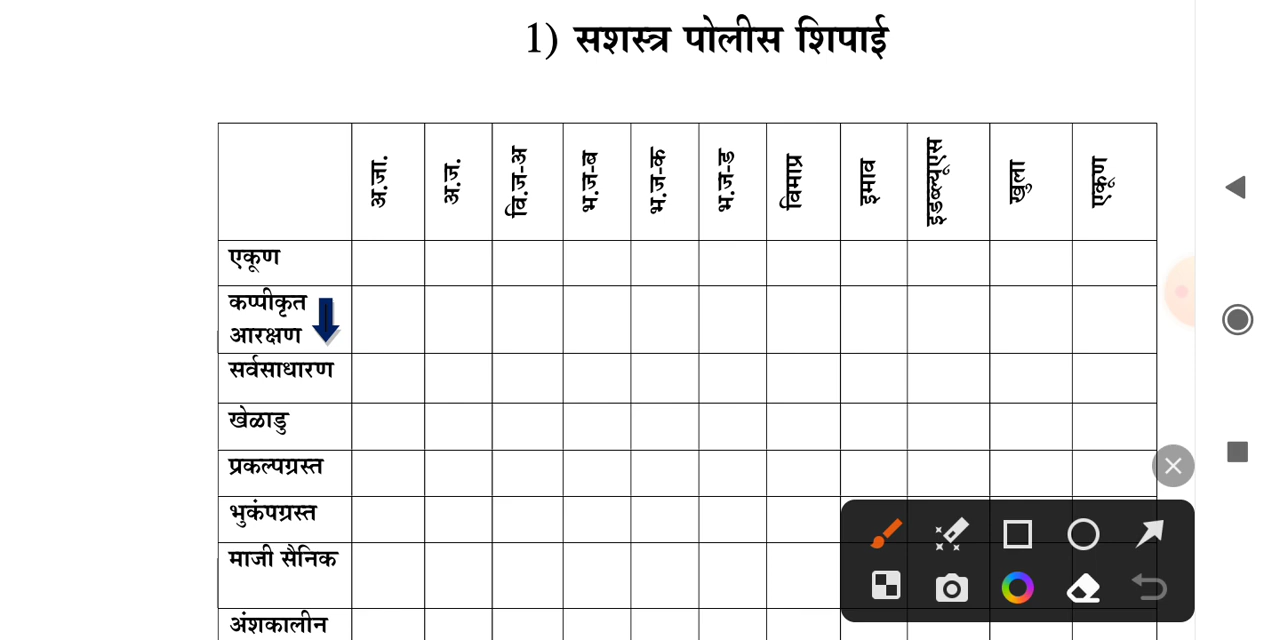 1) सशस्त्र पोलीस शिपाई
अ.जा.
अ.ज.
वि.ज-अ
भ.ज-ब
भ.ज-क
भ.ज-ड
विमाप्र
इमाव
इडब्ल्यूएस
खुला
एकूण
एकूण
कप्पीकृत
आरक्षण
सर्वसाधारण
खेळाडु
प्रकल्पग्रस्त
भुकंपग्रस्त
माजी सैनिक
अंशकालीन